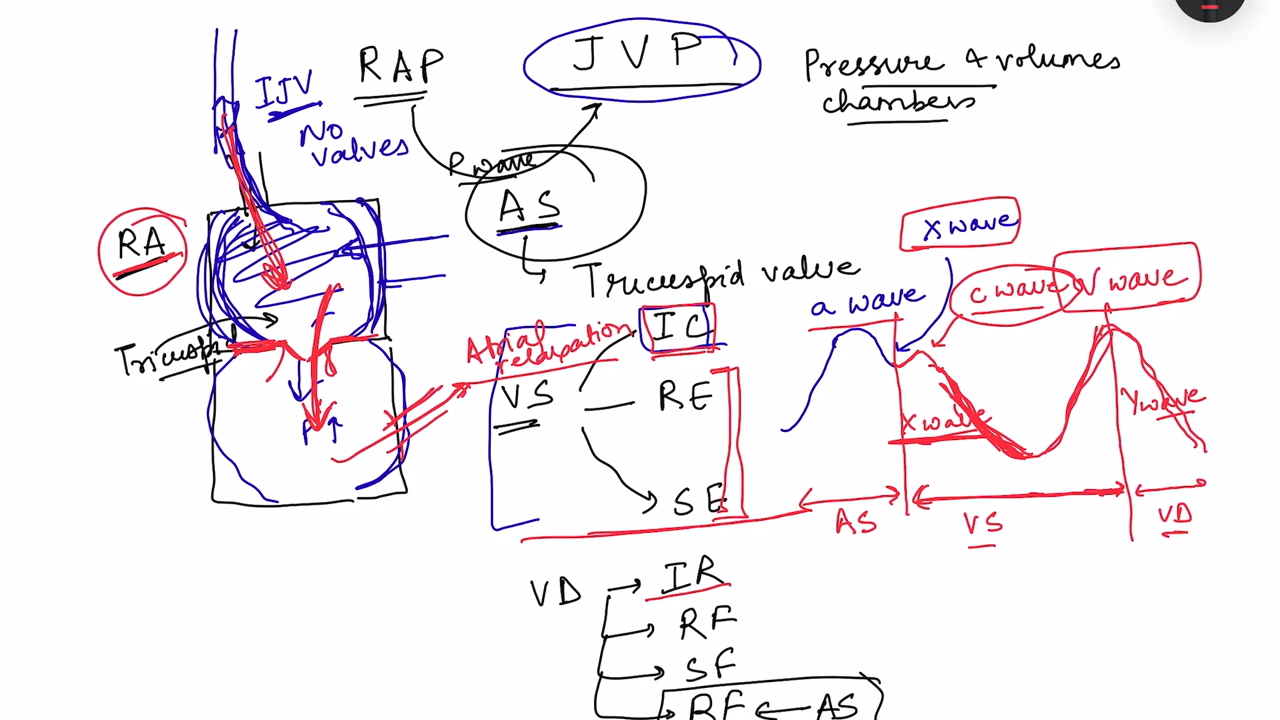 RAP
JVP
Pressure & volumes
chambers
IJV
No
valves
P wave
AS
RA
Tricuspid valve
x wave
a wave
c wave
V wave
Atrial
relaxation
IC
VS
RE
SE
x wave
Y wave
P↑
AS
VS
VD
VD → IR
RF
SF
RF ← AS